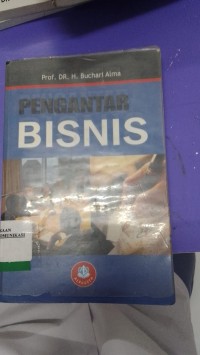 Prof. DR. H. Buchari Alma
PENGANTAR
BISNIS